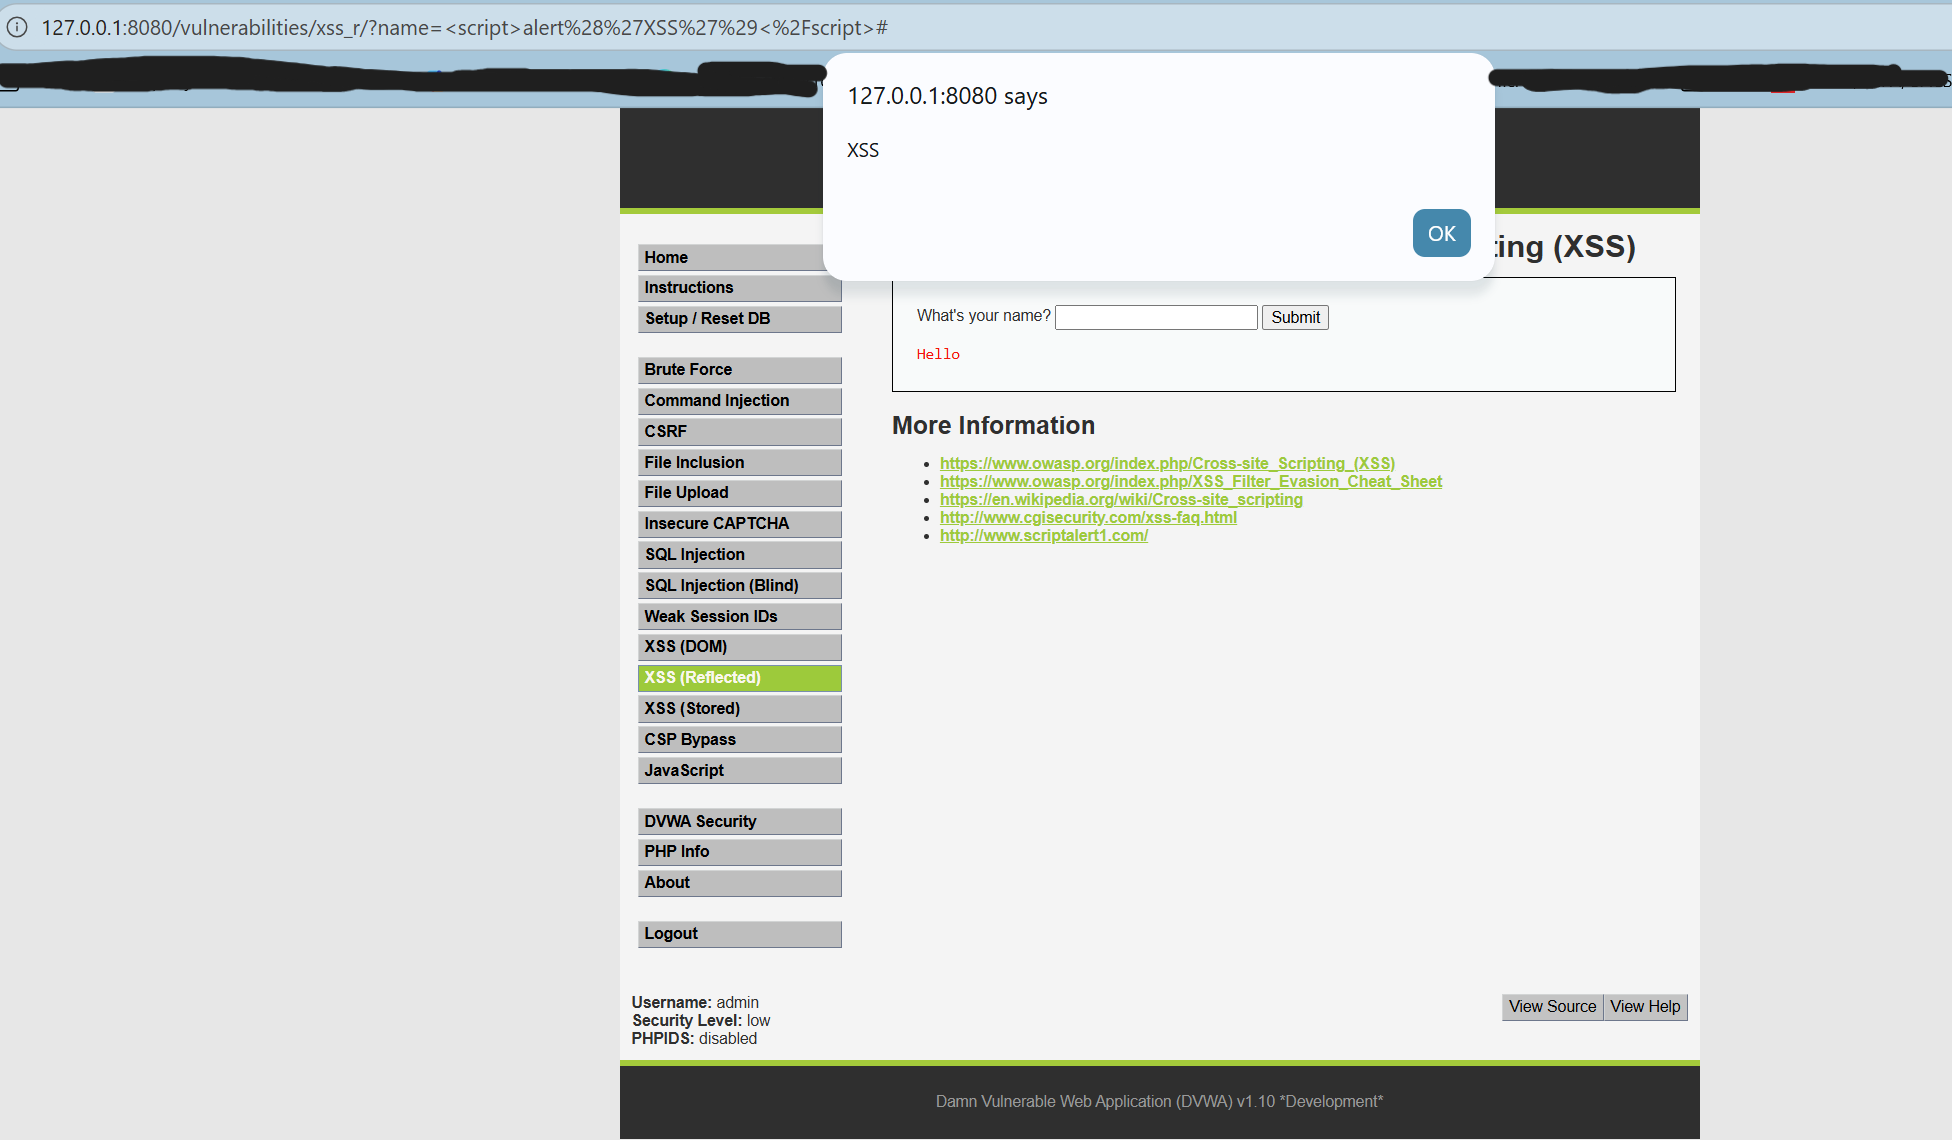 127.0.0.1:8080/vulnerabilities/xss_r/?name=<script>alert%28%27XSS%27%29<%2Fscript>#
127.0.0.1:8080 says
XSS
OK
ting (XSS)
Home
Instructions
Setup / Reset DB
Brute Force
Command Injection
CSRF
File Inclusion
File Upload
Insecure CAPTCHA
SQL Injection
SQL Injection (Blind)
Weak Session IDs
XSS (DOM)
XSS (Reflected)
XSS (Stored)
CSP Bypass
JavaScript
DVWA Security
PHP Info
About
Logout
What's your name? Submit
Hello
More Information
https://www.owasp.org/index.php/Cross-site_Scripting_(XSS)
https://www.owasp.org/index.php/XSS_Filter_Evasion_Cheat_Sheet
https://en.wikipedia.org/wiki/Cross-site_scripting
http://www.cgisecurity.com/xss-faq.html
http://www.scriptalert1.com/
Username: admin
Security Level: low
PHPIDS: disabled
View Source View Help
Damn Vulnerable Web Application (DVWA) v1.10 *Development*